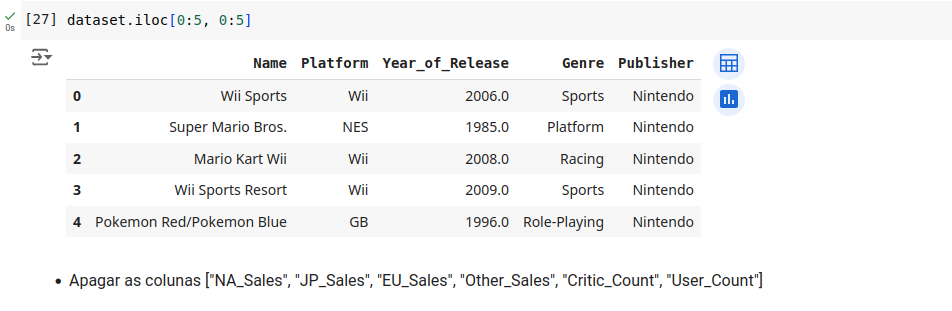 [27] dataset.iloc[0:5, 0:5]
0s
Name Platform Year_of_Release Genre Publisher
0 Wii Sports Wii 2006.0 Sports Nintendo
1 Super Mario Bros. NES 1985.0 Platform Nintendo
2 Mario Kart Wii Wii 2008.0 Racing Nintendo
3 Wii Sports Resort Wii 2009.0 Sports Nintendo
4 Pokemon Red/Pokemon Blue GB 1996.0 Role-Playing Nintendo
• Apagar as colunas ["NA_Sales", "JP_Sales", "EU_Sales", "Other_Sales", "Critic_Count", "User_Count"]